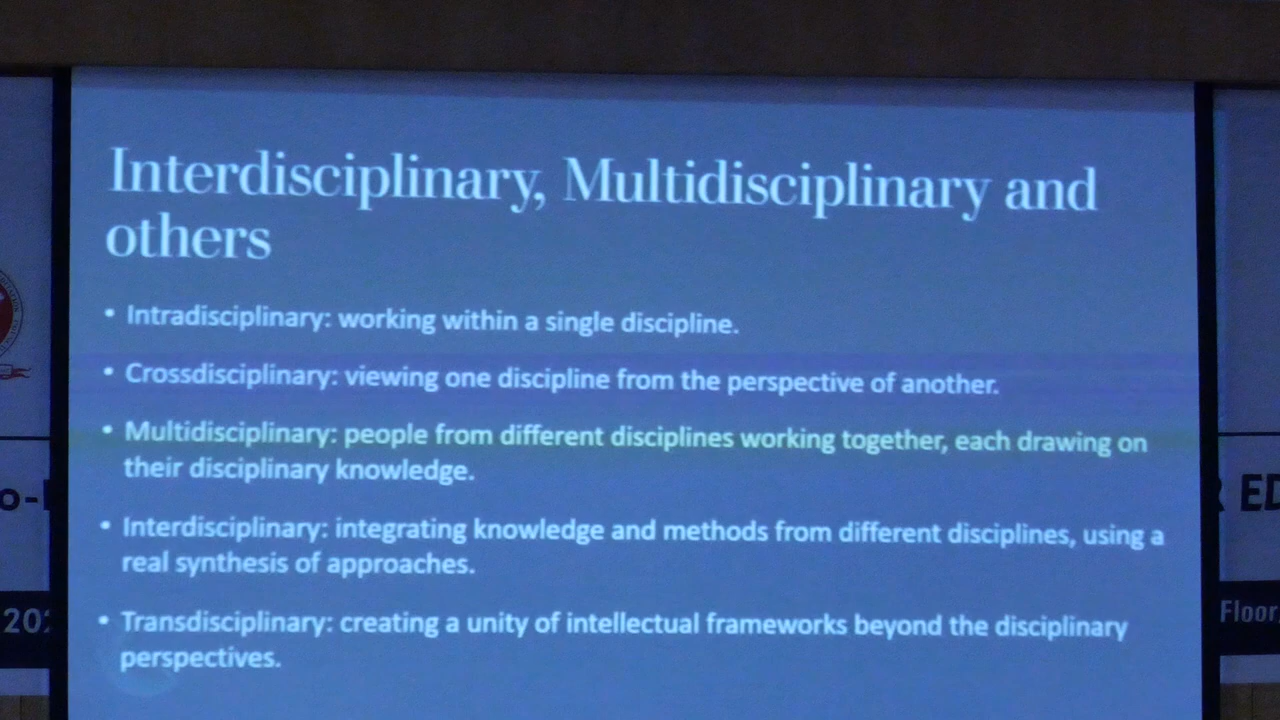 Interdisciplinary, Multidisciplinary and
others
• Intradisciplinary: working within a single discipline.
• Crossdisciplinary: viewing one discipline from the perspective of another.
• Multidisciplinary: people from different disciplines working together, each drawing on
their disciplinary knowledge.
• Interdisciplinary: integrating knowledge and methods from different disciplines, using a
real synthesis of approaches.
• Transdisciplinary: creating a unity of intellectual frameworks beyond the disciplinary
perspectives.
Floor